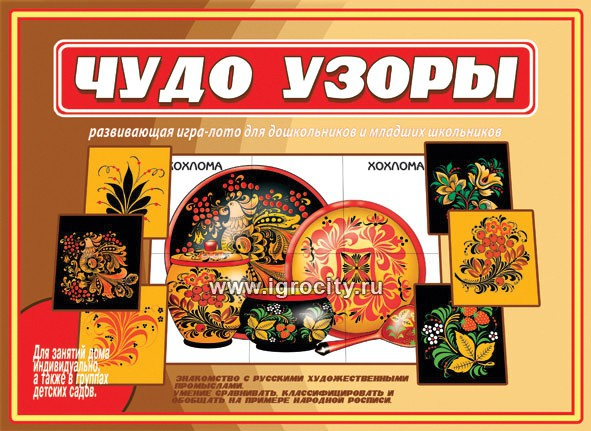 ЧУДО УЗОРЫ
развивающая игра-лото для дошкольников и младших школьников
ХОХЛОМА ХОХЛОМА
www.igrocity.ru
Для занятий дома
индивидуально,
а также в группах
детских садов.
ЗНАКОМСТВО С РУССКИМИ ХУДОЖЕСТВЕННЫМИ
ПРОМЫСЛАМИ.
УМЕНИЕ СРАВНИВАТЬ, КЛАССИФИЦИРОВАТЬ И
ОБОБЩАТЬ НА ПРИМЕРЕ НАРОДНОЙ РОСПИСИ.